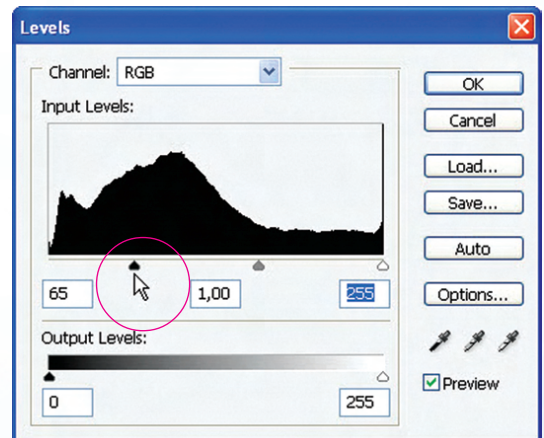 Levels
Channel: RGB
Input Levels:
65 1,00 255
Output Levels:
0 255
OK
Cancel
Load...
Save...
Auto
Options...
Preview